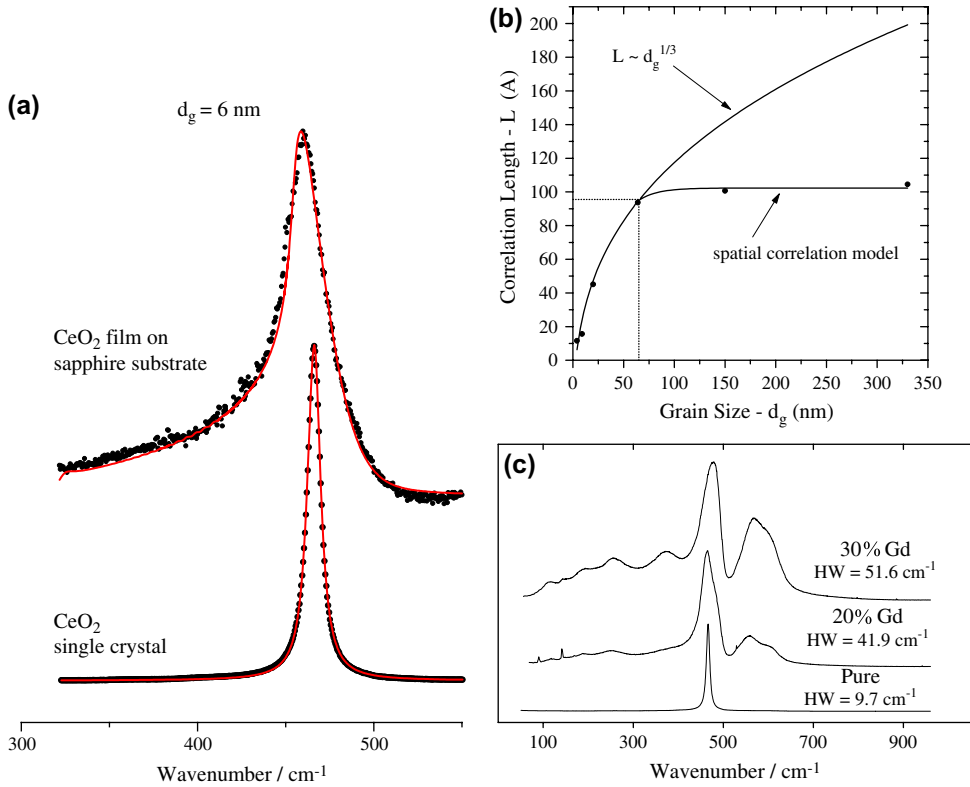 (a)
d_g = 6 nm
CeO₂ film on
sapphire substrate
CeO₂
single crystal
300
400
500
Wavenumber / cm⁻¹
(b)
Correlation Length - L (A)
200
180
160
140
120
100
80
60
40
20
0
L ~ d_g^1/3
spatial correlation model
0
50
100
150
200
250
300
350
Grain Size - d_g (nm)
(c)
30% Gd
HW = 51.6 cm⁻¹
20% Gd
HW = 41.9 cm⁻¹
Pure
HW = 9.7 cm⁻¹
100
300
500
700
900
Wavenumber / cm⁻¹